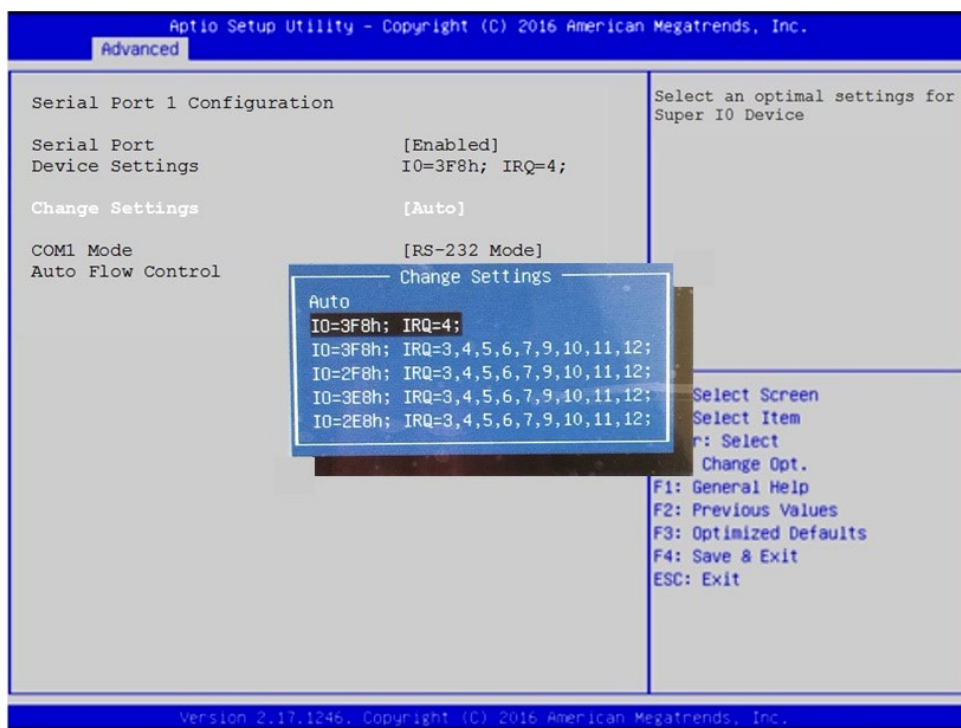 Aptio Setup Utility – Copyright (C) 2016 American Megatrends, Inc.
Advanced
Serial Port 1 Configuration
Serial Port [Enabled]
Device Settings IO=3F8h; IRQ=4;
Change Settings [Auto]
COM1 Mode [RS-232 Mode]
Auto Flow Control
Change Settings
Auto
IO=3F8h; IRQ=4;
IO=3F8h; IRQ=3,4,5,6,7,9,10,11,12;
IO=2F8h; IRQ=3,4,5,6,7,9,10,11,12;
IO=3E8h; IRQ=3,4,5,6,7,9,10,11,12;
IO=2E8h; IRQ=3,4,5,6,7,9,10,11,12;
Select an optimal settings for
Super IO Device
Select Screen
Select Item
r: Select
Change Opt.
F1: General Help
F2: Previous Values
F3: Optimized Defaults
F4: Save & Exit
ESC: Exit
Version 2.17.1246. Copyright (C) 2016 American Megatrends, Inc.